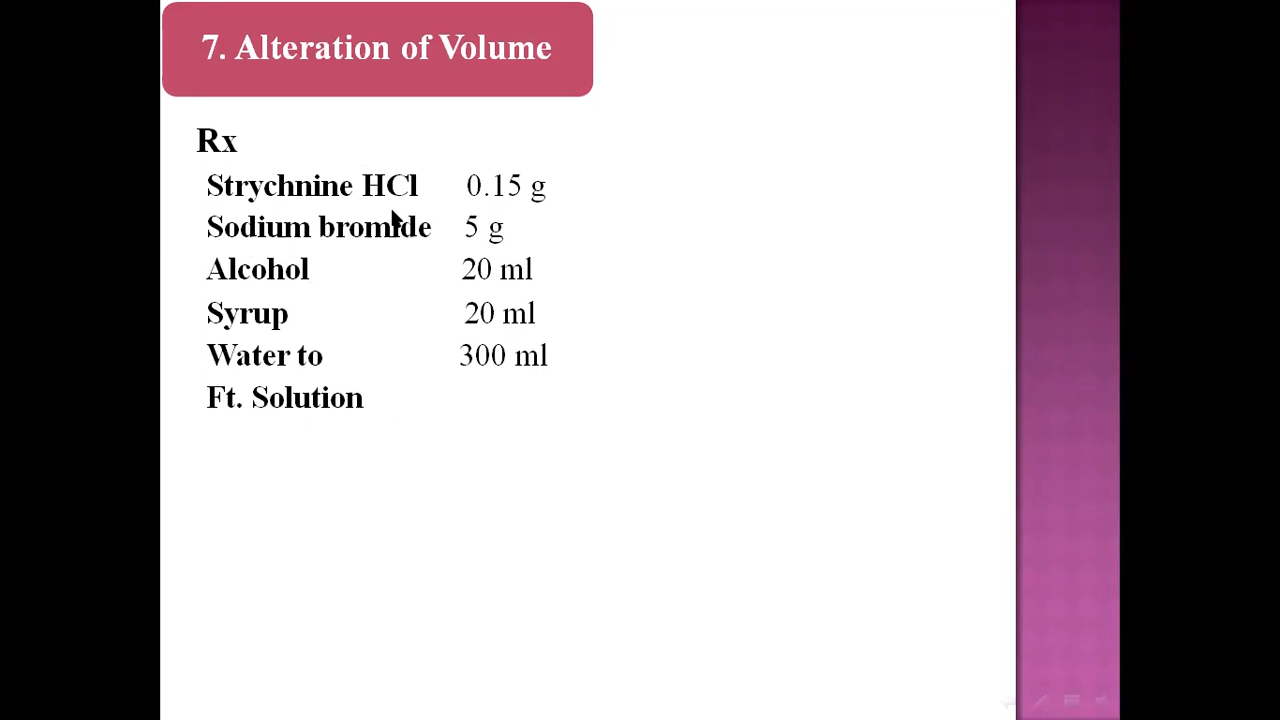 7. Alteration of Volume
Rx
Strychnine HCl 0.15 g
Sodium bromide 5 g
Alcohol 20 ml
Syrup 20 ml
Water to 300 ml
Ft. Solution